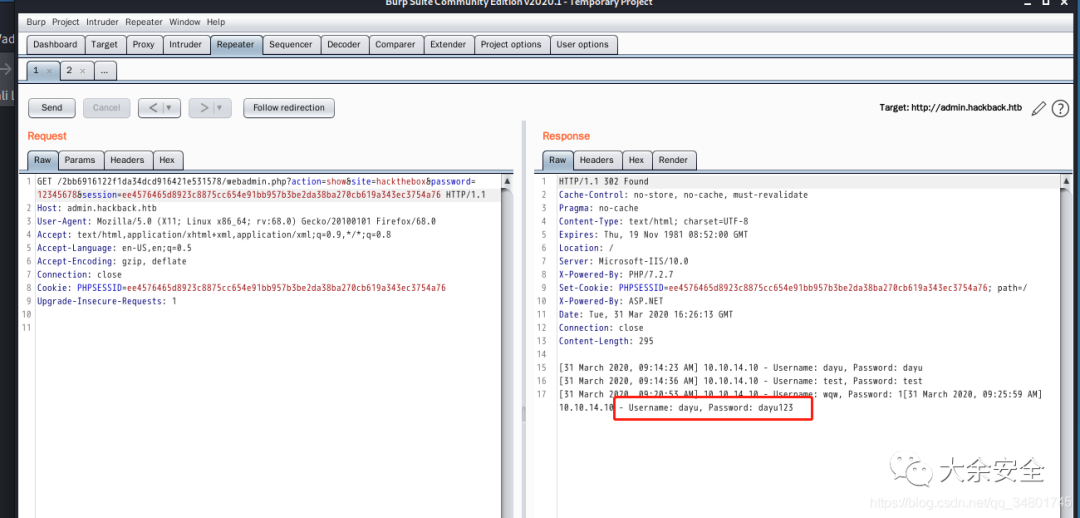 Burp Suite Community Edition v2020.1 - Temporary Project
Burp Project Intruder Repeater Window Help
Dashboard Target Proxy Intruder Repeater Sequencer Decoder Comparer Extender Project options User options
1 × 2 × ...
Send Cancel < > Follow redirection Target: http://admin.hackback.htb
Request
Raw Params Headers Hex
1 GET /2bb6916122f1da34dcd916421e531578/webadmin.php?action=show&site=hackthebox&password=
12345678&session=ee4576465d8923c8875cc654e91bb957b3be2da38ba270cb619a343ec3754a76 HTTP/1.1
2 Host: admin.hackback.htb
3 User-Agent: Mozilla/5.0 (X11; Linux x86_64; rv:68.0) Gecko/20100101 Firefox/68.0
4 Accept: text/html,application/xhtml+xml,application/xml;q=0.9,*/*;q=0.8
5 Accept-Language: en-US,en;q=0.5
6 Accept-Encoding: gzip, deflate
7 Connection: close
8 Cookie: PHPSESSID=ee4576465d8923c8875cc654e91bb957b3be2da38ba270cb619a343ec3754a76
9 Upgrade-Insecure-Requests: 1
10
11
Response
Raw Headers Hex Render
1 HTTP/1.1 302 Found
2 Cache-Control: no-store, no-cache, must-revalidate
3 Pragma: no-cache
4 Content-Type: text/html; charset=UTF-8
5 Expires: Thu, 19 Nov 1981 08:52:00 GMT
6 Location: /
7 Server: Microsoft-IIS/10.0
8 X-Powered-By: PHP/7.2.7
9 Set-Cookie: PHPSESSID=ee4576465d8923c8875cc654e91bb957b3be2da38ba270cb619a343ec3754a76; path=/
10 X-Powered-By: ASP.NET
11 Date: Tue, 31 Mar 2020 16:26:13 GMT
12 Connection: close
13 Content-Length: 295
14
15 [31 March 2020, 09:14:23 AM] 10.10.14.10 - Username: dayu, Password: dayu
16 [31 March 2020, 09:14:36 AM] 10.10.14.10 - Username: test, Password: test
17 [31 March 2020, 09:20:53 AM] 10.10.14.10 - Username: wqw, Password: 1[31 March 2020, 09:25:59 AM]
10.10.14.10 - Username: dayu, Password: dayu123
大余安全
https://blog.csdn.net/qq_34801745